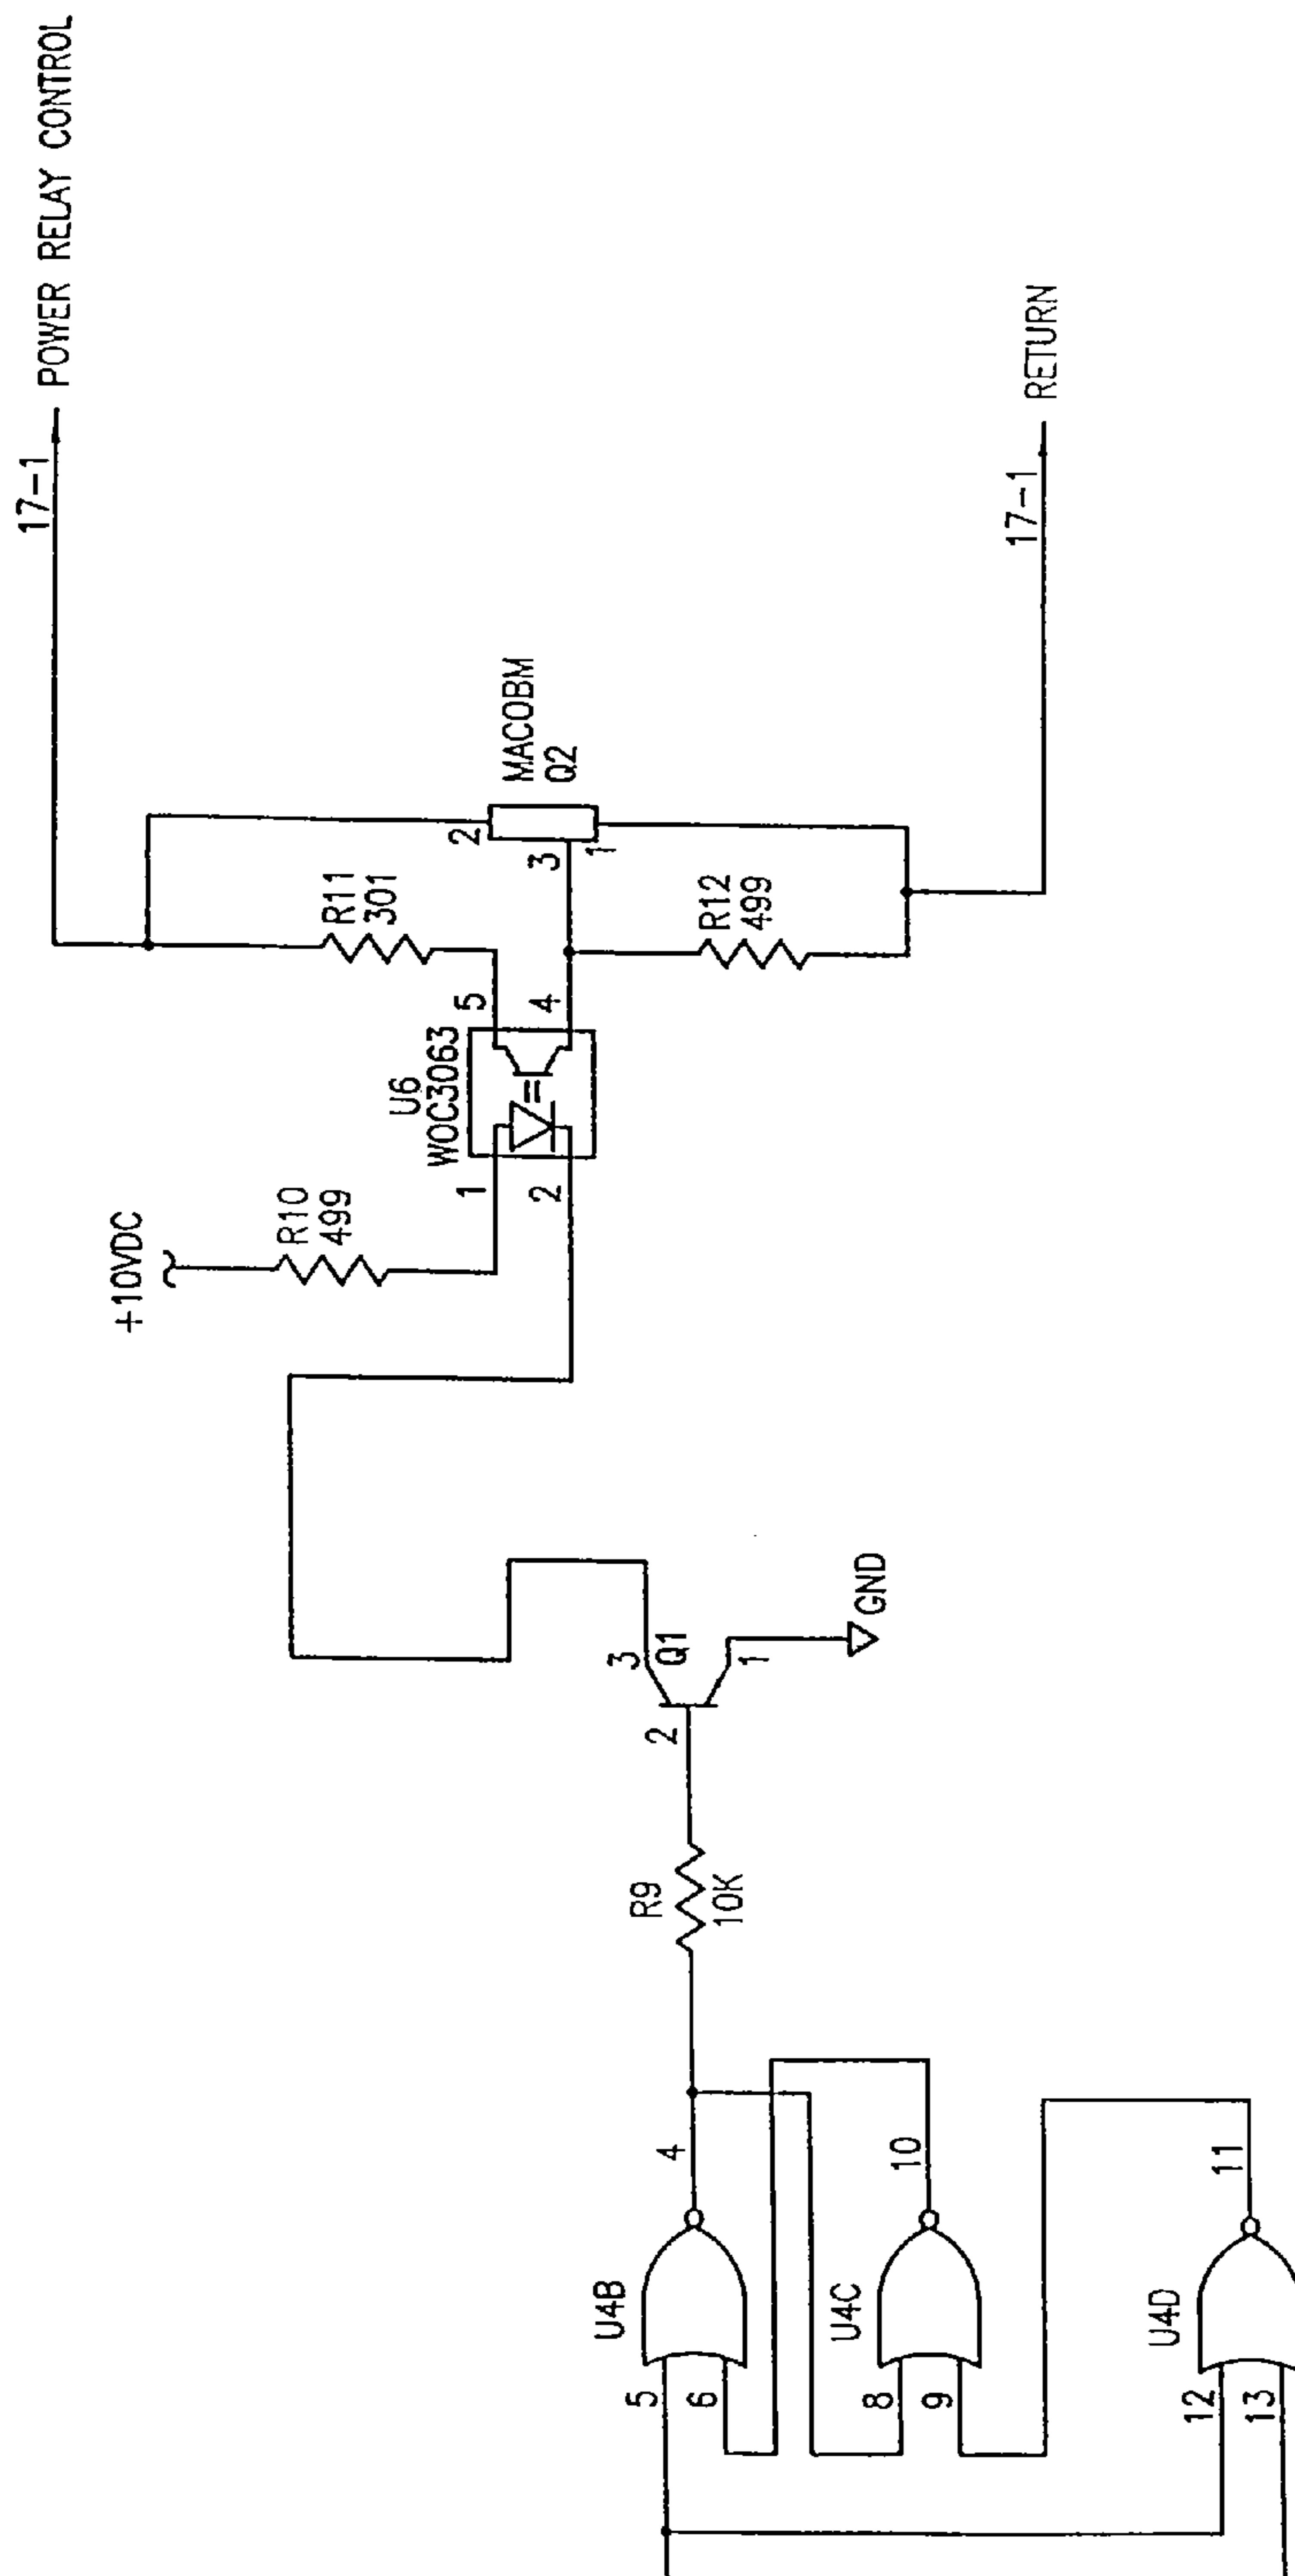 17-1
POWER RELAY CONTROL
R11
301
MACOBM
Q2
2
3
1
R12
499
17-1
RETURN
U6
WOC3063
5
4
1
2
+10VDC
R10
499
3
Q1
2
1
GND
R9
10K
U4B
4
5
6
U4C
10
8
9
U4D
11
12
13